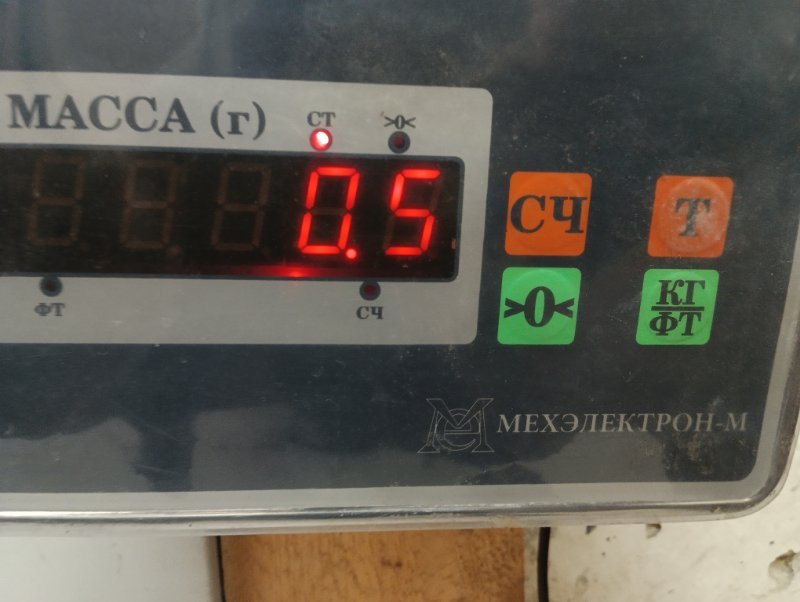 МАССА (г)
СТ
>0<
0.5
ФТ
СЧ
СЧ
Т
>0<
КГ
ФТ
МЕХЭЛЕКТРОН-М